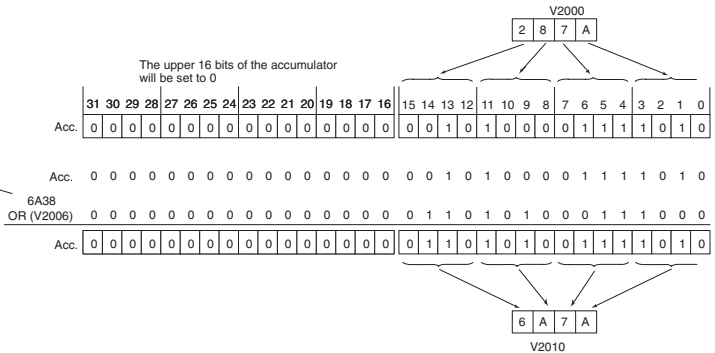 V2000
2 8 7 A
The upper 16 bits of the accumulator
will be set to 0
31 30 29 28 27 26 25 24 23 22 21 20 19 18 17 16 15 14 13 12 11 10 9 8 7 6 5 4 3 2 1 0
Acc. 0 0 0 0 0 0 0 0 0 0 0 0 0 0 0 0 0 0 1 0 1 0 0 0 0 1 1 1 1 0 1 0
Acc. 0 0 0 0 0 0 0 0 0 0 0 0 0 0 0 0 0 0 1 0 1 0 0 0 0 1 1 1 1 0 1 0
6A38
OR (V2006) 0 0 0 0 0 0 0 0 0 0 0 0 0 0 0 0 0 1 1 0 1 0 1 0 0 1 1 1 1 0 0 0
Acc. 0 0 0 0 0 0 0 0 0 0 0 0 0 0 0 0 0 1 1 0 1 0 1 0 0 1 1 1 1 0 1 0
6 A 7 A
V2010